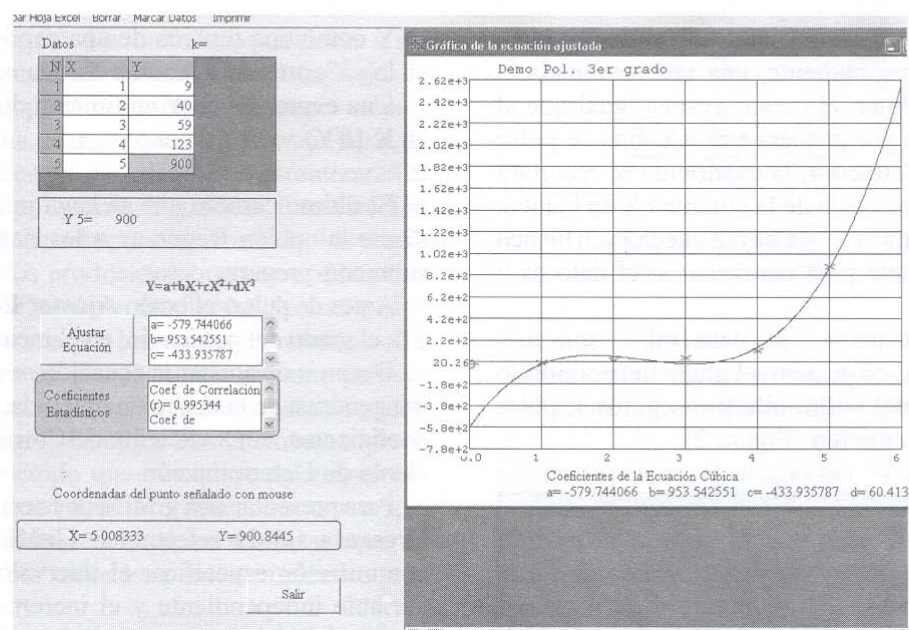 Hoja Excel Borrar Marcar Datos Imprimir
Datos k=
N X Y
1 1 9
2 2 40
3 3 59
4 4 123
5 5 900
Y 5= 900
Y=a+bX+cX²+dX³
Ajustar
Ecuación
a= -579.744066
b= 953.542551
c= -433.935787
Coeficientes
Estadísticos
Coef. de Correlación
(r)= 0.995344
Coef. de
Coordenadas del punto señalado con mouse
X= 5.008333 Y= 900.8445
Salir
Gráfica de la ecuación ajustada
Demo Pol. 3er grado
2.62e+3
2.42e+3
2.22e+3
2.02e+3
1.82e+3
1.62e+3
1.42e+3
1.22e+3
1.02e+3
8.2e+2
6.2e+2
4.2e+2
2.2e+2
20.26
-1.8e+2
-3.8e+2
-5.8e+2
-7.8e+2
0.0 1 2 3 4 5 6
Coeficientes de la Ecuación Cúbica
a= -579.744066 b= 953.542551 c= -433.935787 d= 60.413